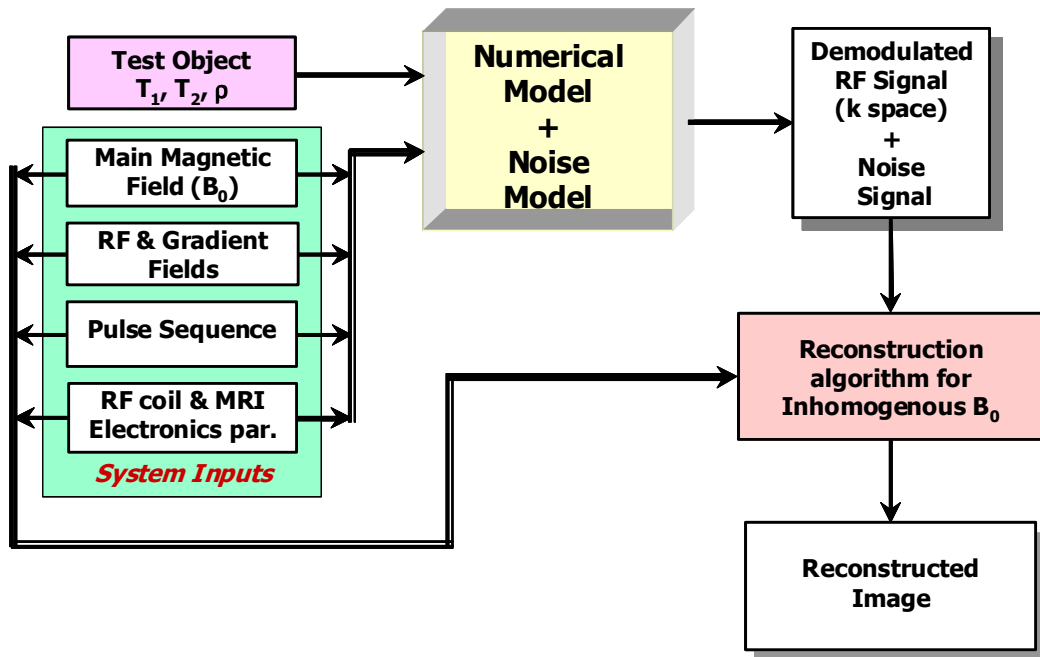 Test Object
T₁, T₂, ρ
Numerical
Model
+
Noise
Model
Demodulated
RF Signal
(k space)
+
Noise
Signal
Main Magnetic
Field (B₀)
RF & Gradient
Fields
Pulse Sequence
RF coil & MRI
Electronics par.
System Inputs
Reconstruction
algorithm for
Inhomogenous B₀
Reconstructed
Image